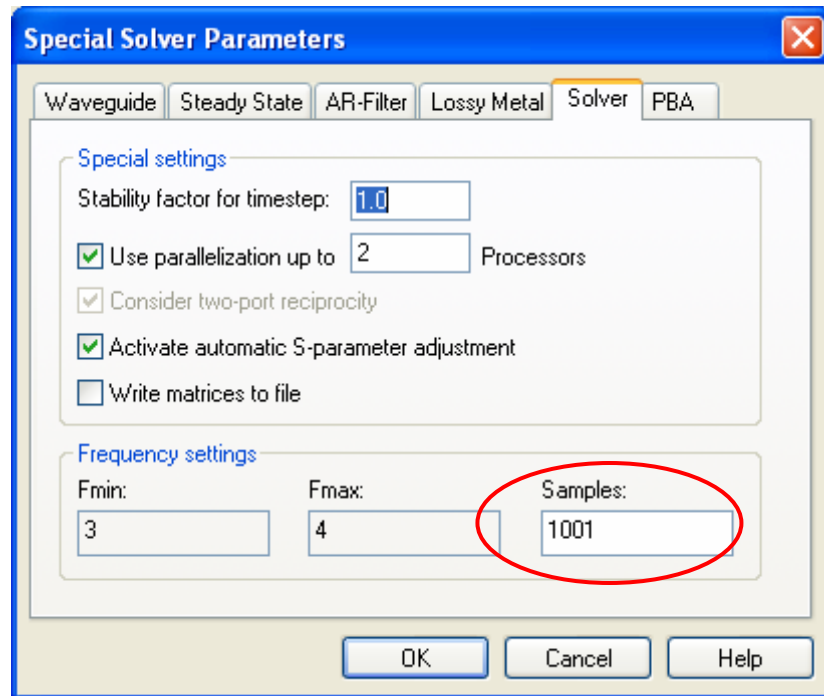 Special Solver Parameters
Waveguide Steady State AR-Filter Lossy Metal Solver PBA
Special settings
Stability factor for timestep: 1.0
Use parallelization up to 2 Processors
Consider two-port reciprocity
Activate automatic S-parameter adjustment
Write matrices to file
Frequency settings
Fmin: Fmax: Samples:
3 4 1001
OK Cancel Help